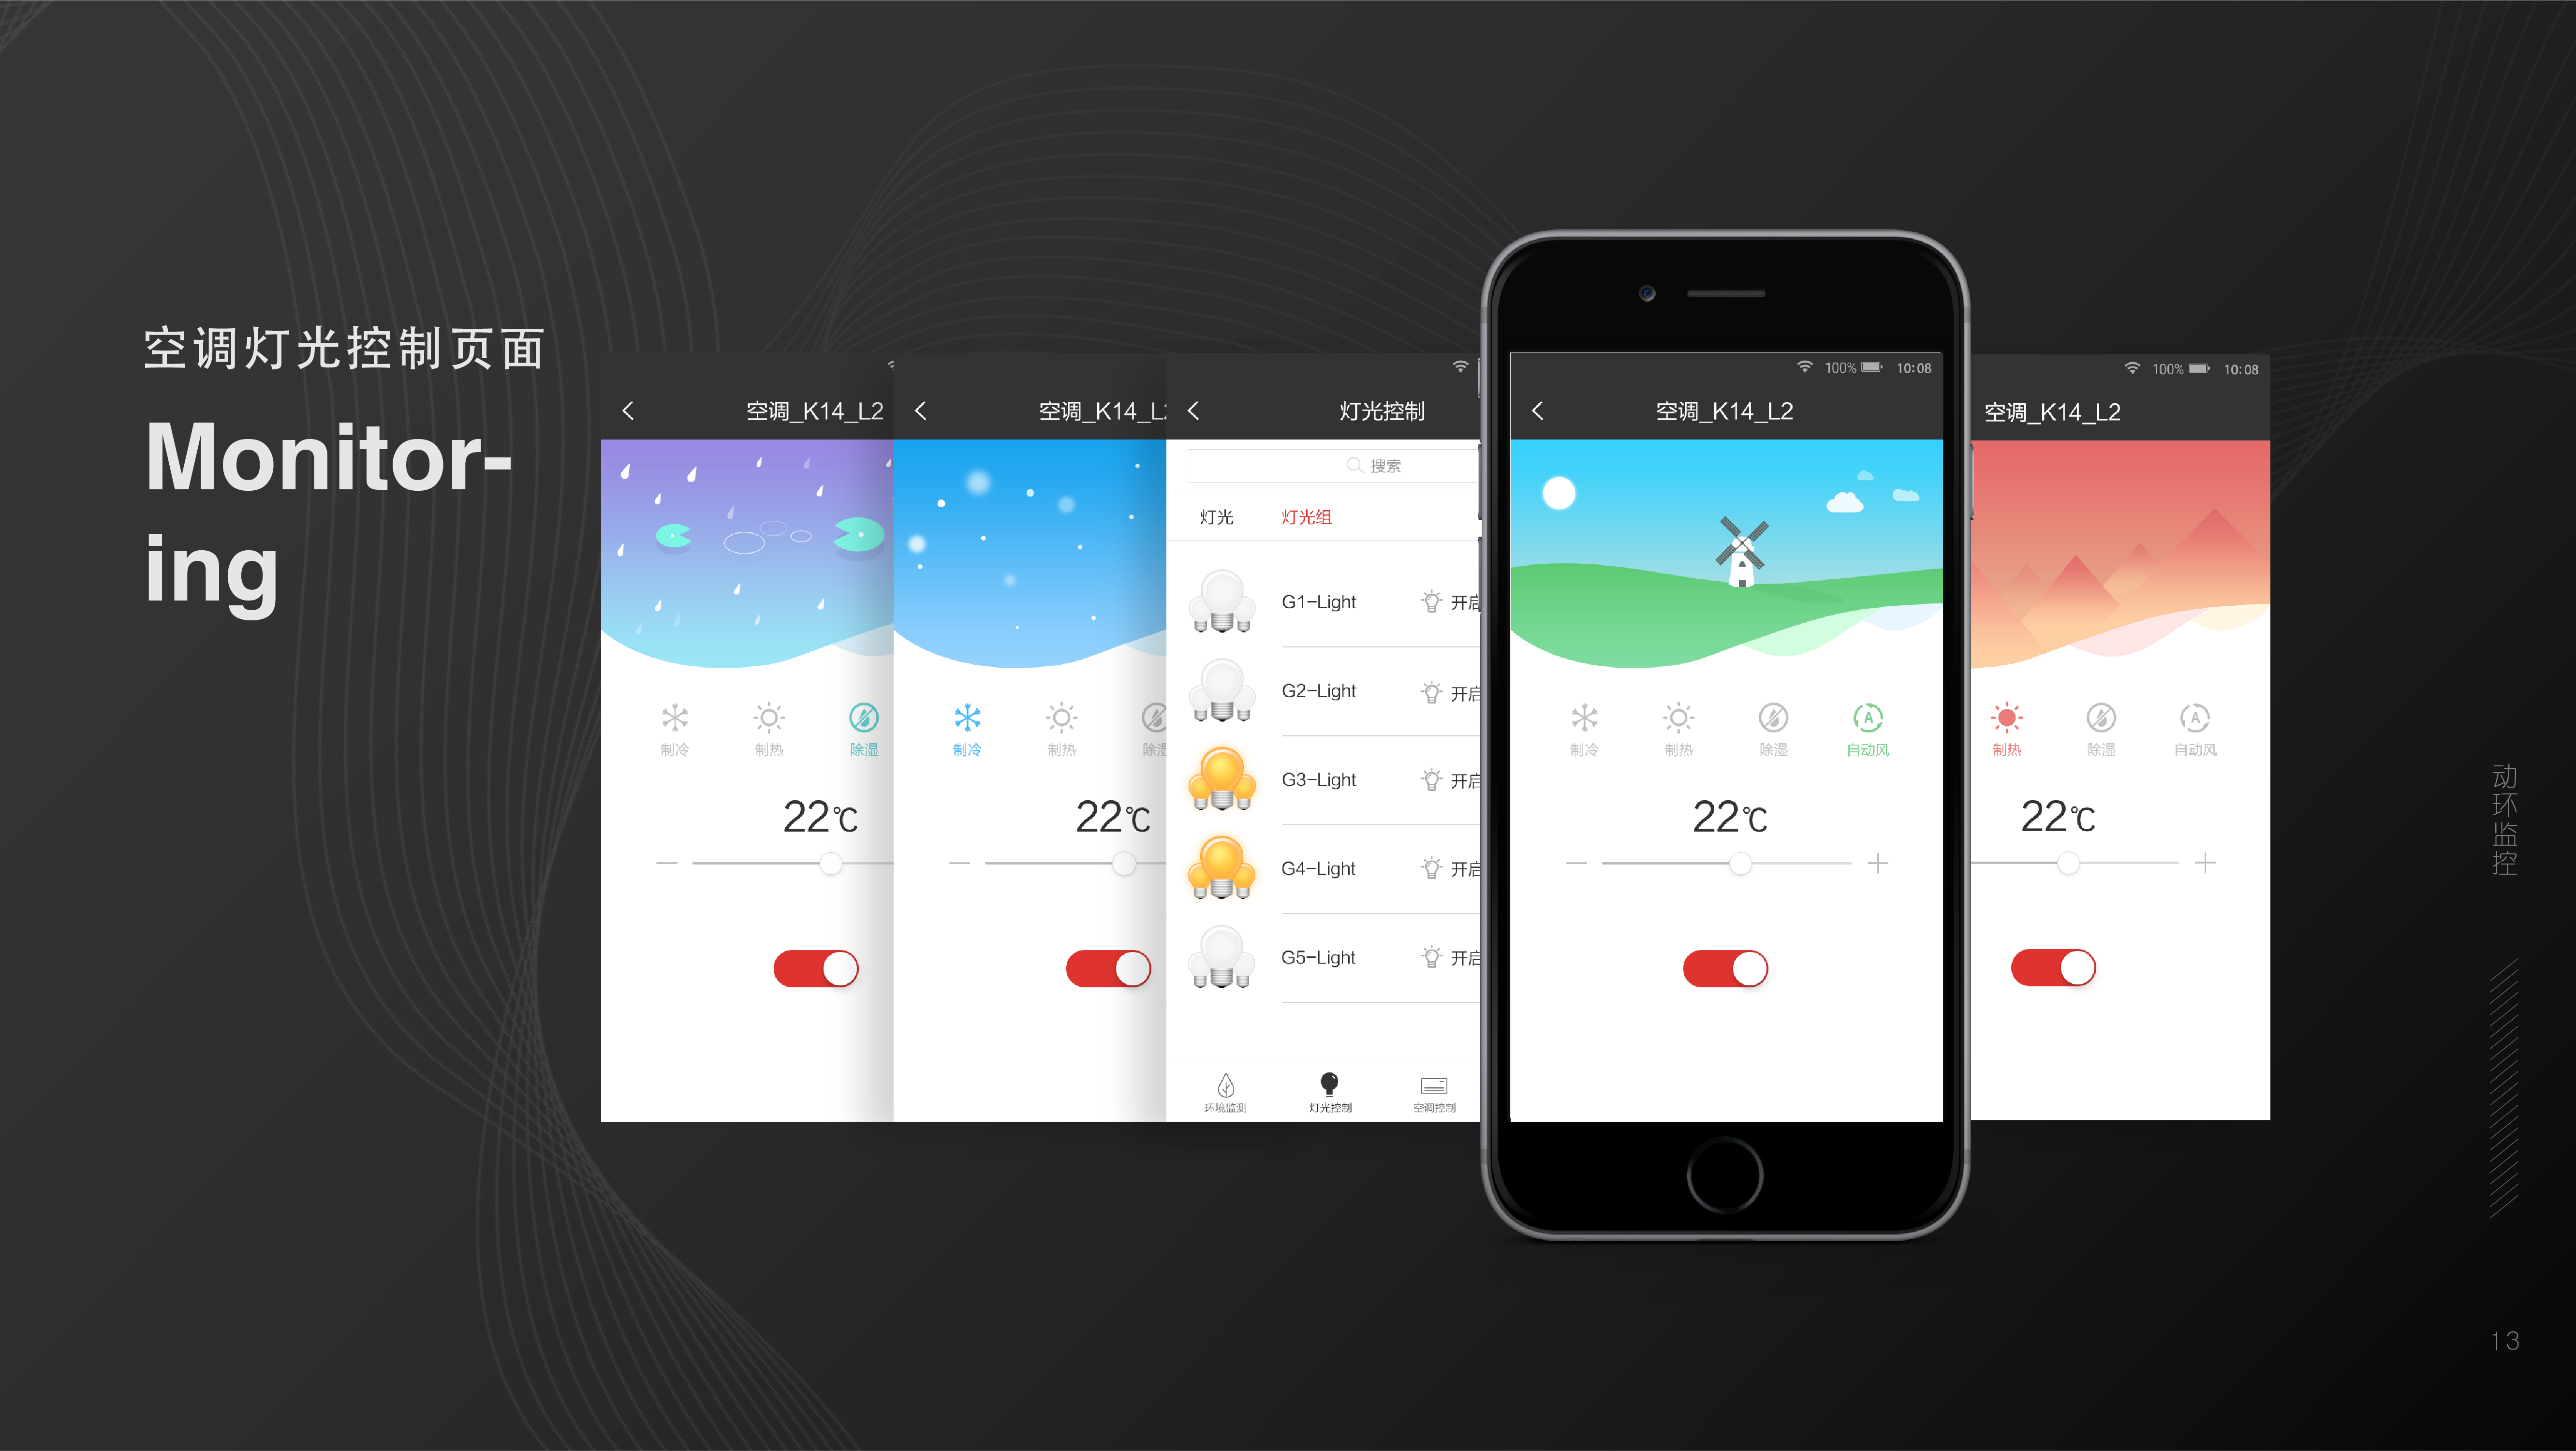 空调灯光控制页面
Monitor-
ing
空调_K14_L2
制冷 制热 除湿
22℃
空调_K14_L2
制冷 制热 除湿
22℃
灯光控制
搜索
灯光 灯光组
G1-Light 开启
G2-Light 开启
G3-Light 开启
G4-Light 开启
G5-Light 开启
环境监测 灯光控制 空调控制
100% 10:08
空调_K14_L2
制冷 制热 除湿 A 自动风
22℃
100% 10:08
空调_K14_L2
制热 除湿 A 自动风
22℃
动环监控
13